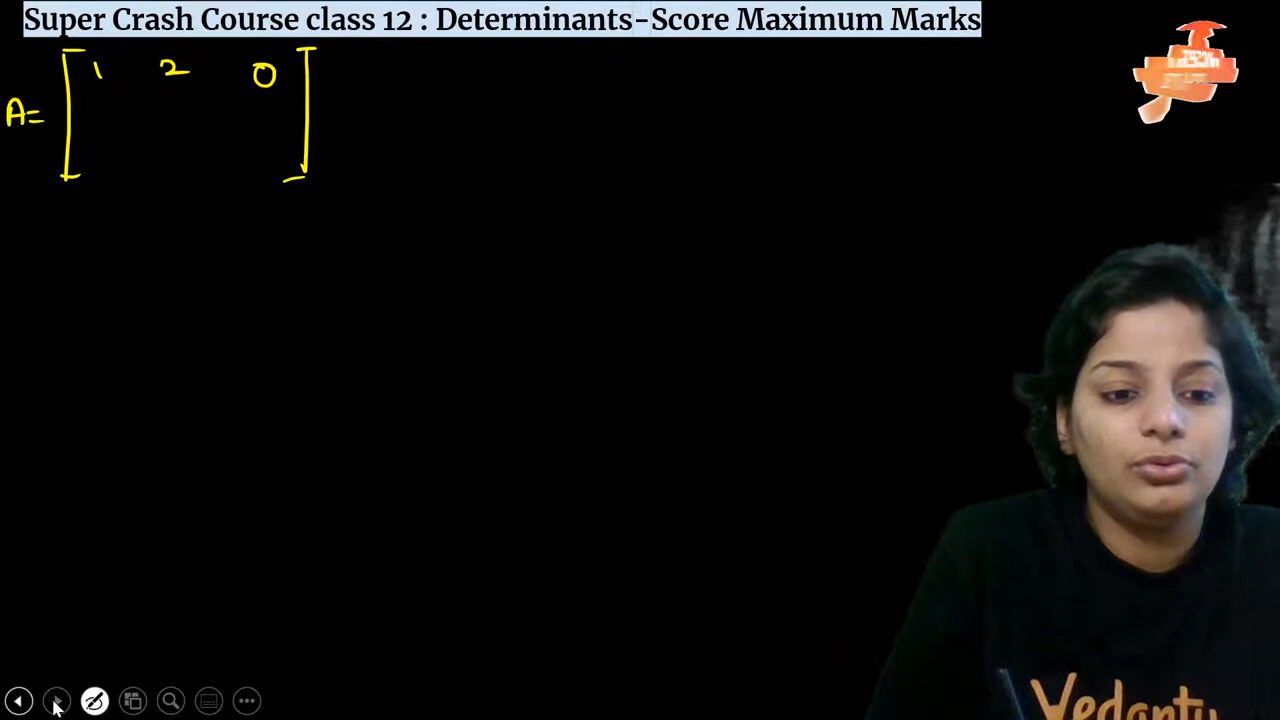 Super Crash Course class 12 : Determinants-Score Maximum Marks
1 2 0
A=
Vedantu